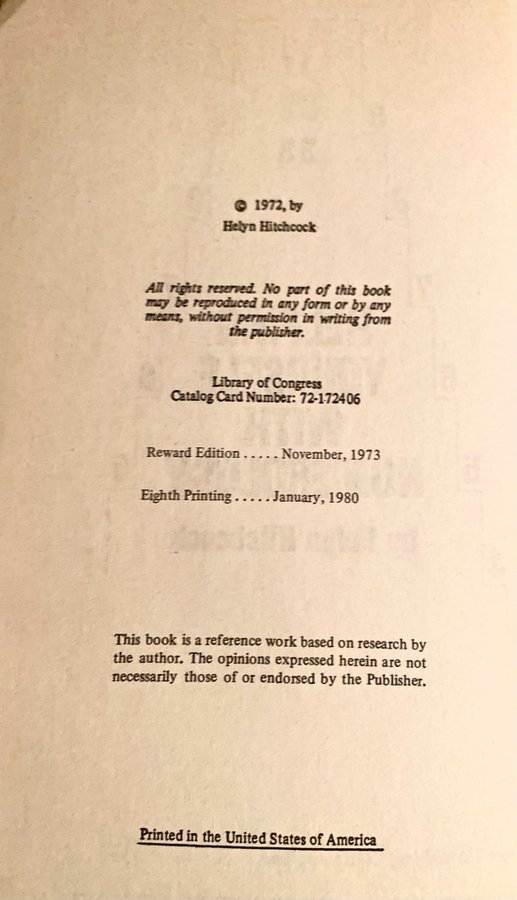 © 1972, by
Helyn Hitchcock
All rights reserved. No part of this book
may be reproduced in any form or by any
means, without permission in writing from
the publisher.
Library of Congress
Catalog Card Number: 72-172406
Reward Edition ..... November, 1973
Eighth Printing ..... January, 1980
This book is a reference work based on research by
the author. The opinions expressed herein are not
necessarily those of or endorsed by the Publisher.
Printed in the United States of America